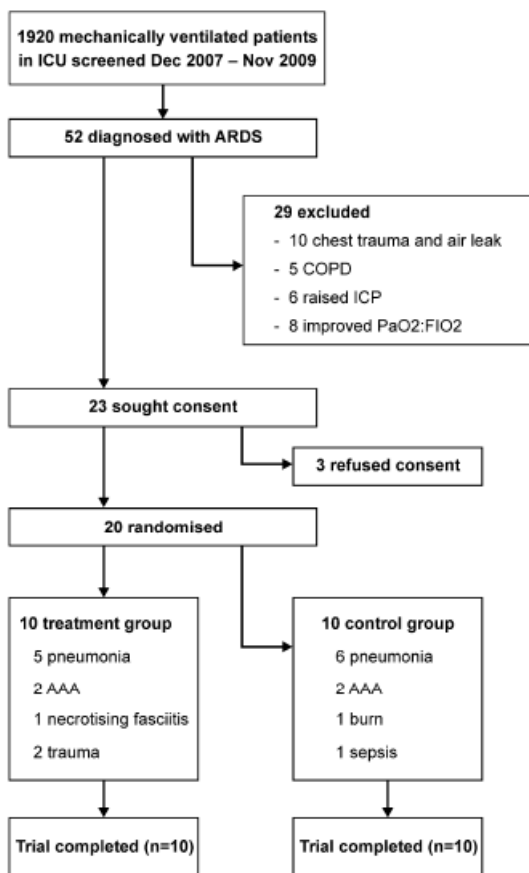 1920 mechanically ventilated patients
in ICU screened Dec 2007 – Nov 2009
52 diagnosed with ARDS
29 excluded
- 10 chest trauma and air leak
- 5 COPD
- 6 raised ICP
- 8 improved PaO2:FIO2
23 sought consent
3 refused consent
20 randomised
10 treatment group
5 pneumonia
2 AAA
1 necrotising fasciitis
2 trauma
10 control group
6 pneumonia
2 AAA
1 burn
1 sepsis
Trial completed (n=10)
Trial completed (n=10)